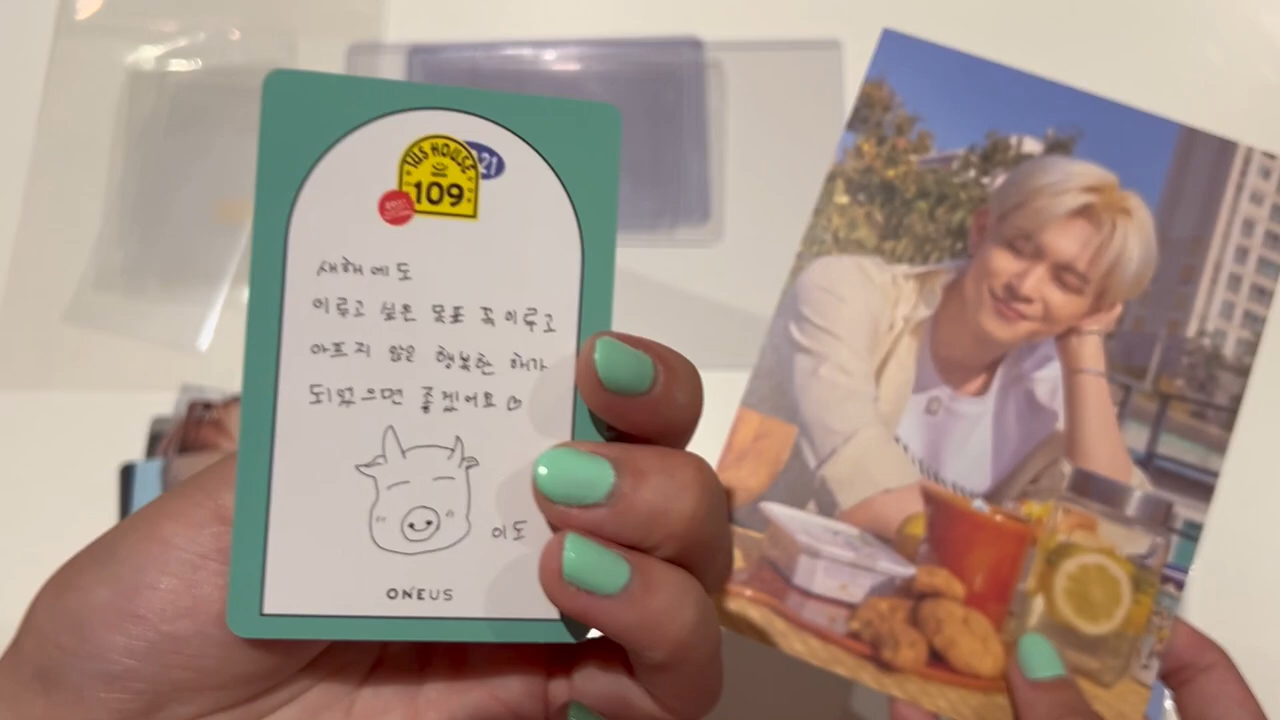 TUS HOUSE
21
109
새해에도
이루고 싶은 목표 꼭 이루고
아프지 않은 행복한 해가
되었으면 좋겠어요♡
이도
ONEUS